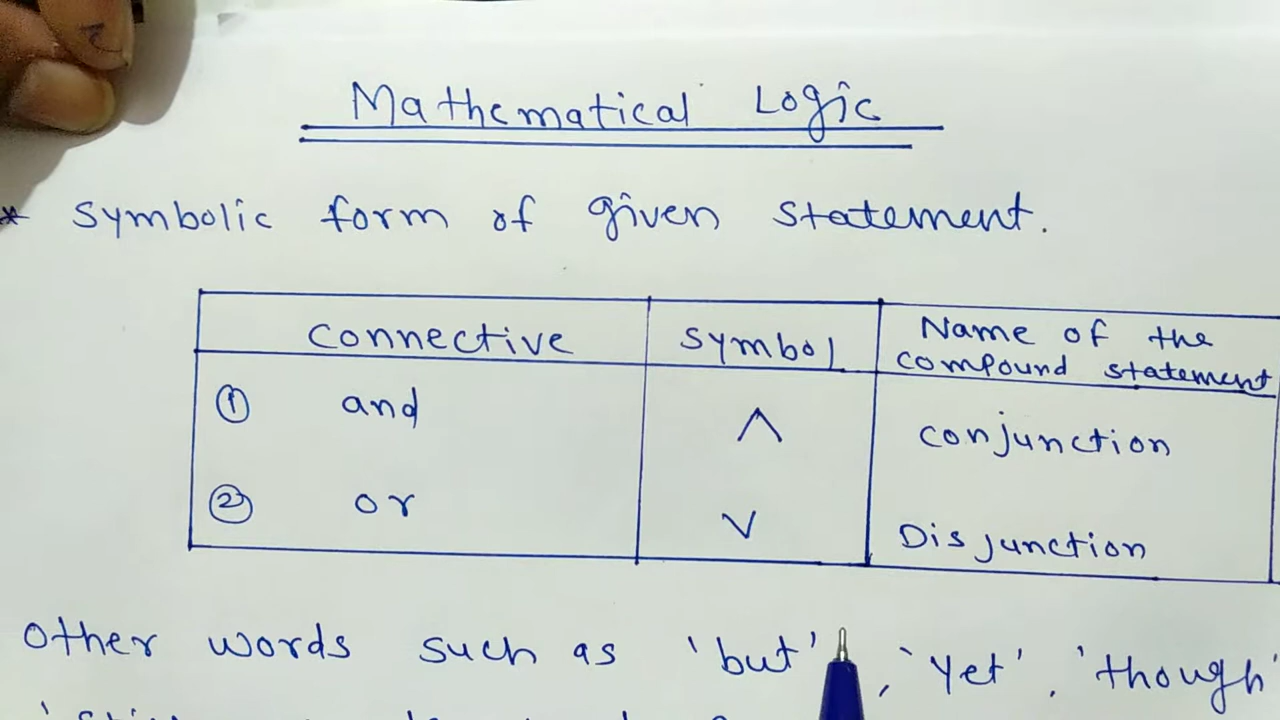 Mathematical Logic
* Symbolic form of given statement.
Connective Symbol Name of the compound statement
① and ∧ Conjunction
② or ∨ Disjunction
Other words such as 'but', 'Yet', 'though'